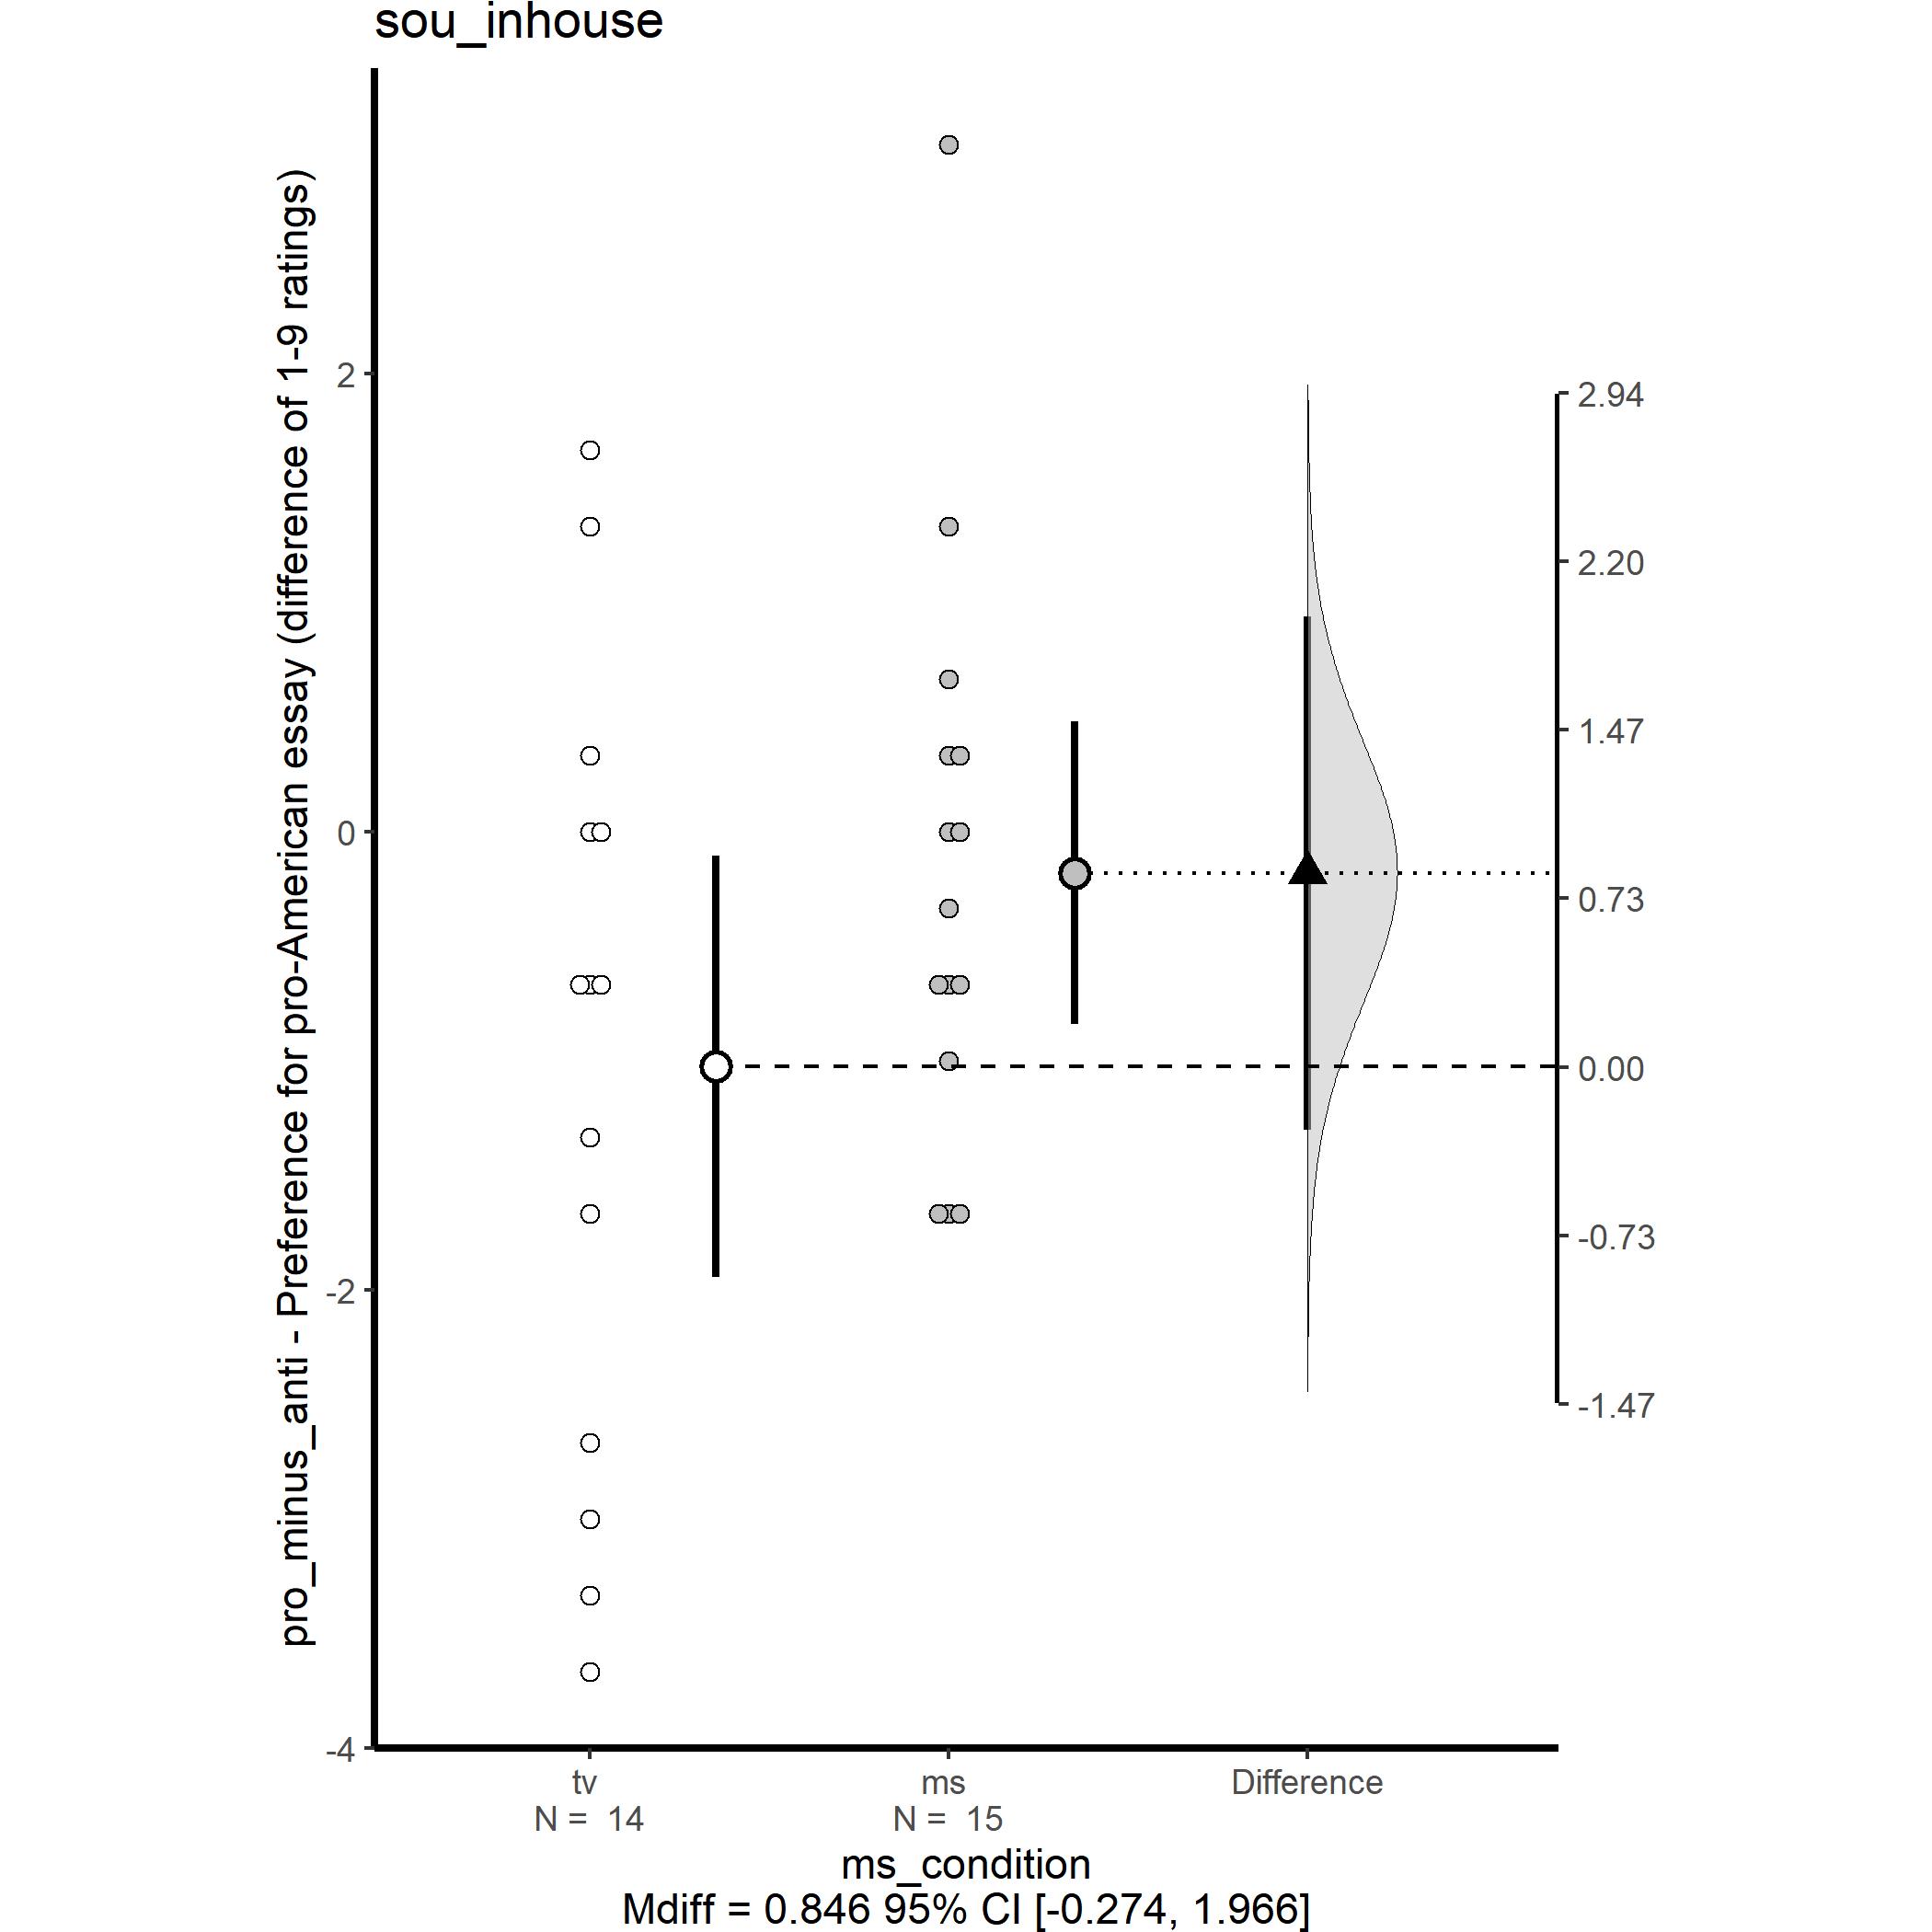 sou_inhouse
pro_minus_anti - Preference for pro-American essay (difference of 1-9 ratings)
2
0
-2
-4
2.94
2.20
1.47
0.73
0.00
-0.73
-1.47
tv
N =  14
ms
N =  15
Difference
ms_condition
Mdiff = 0.846 95% CI [-0.274, 1.966]